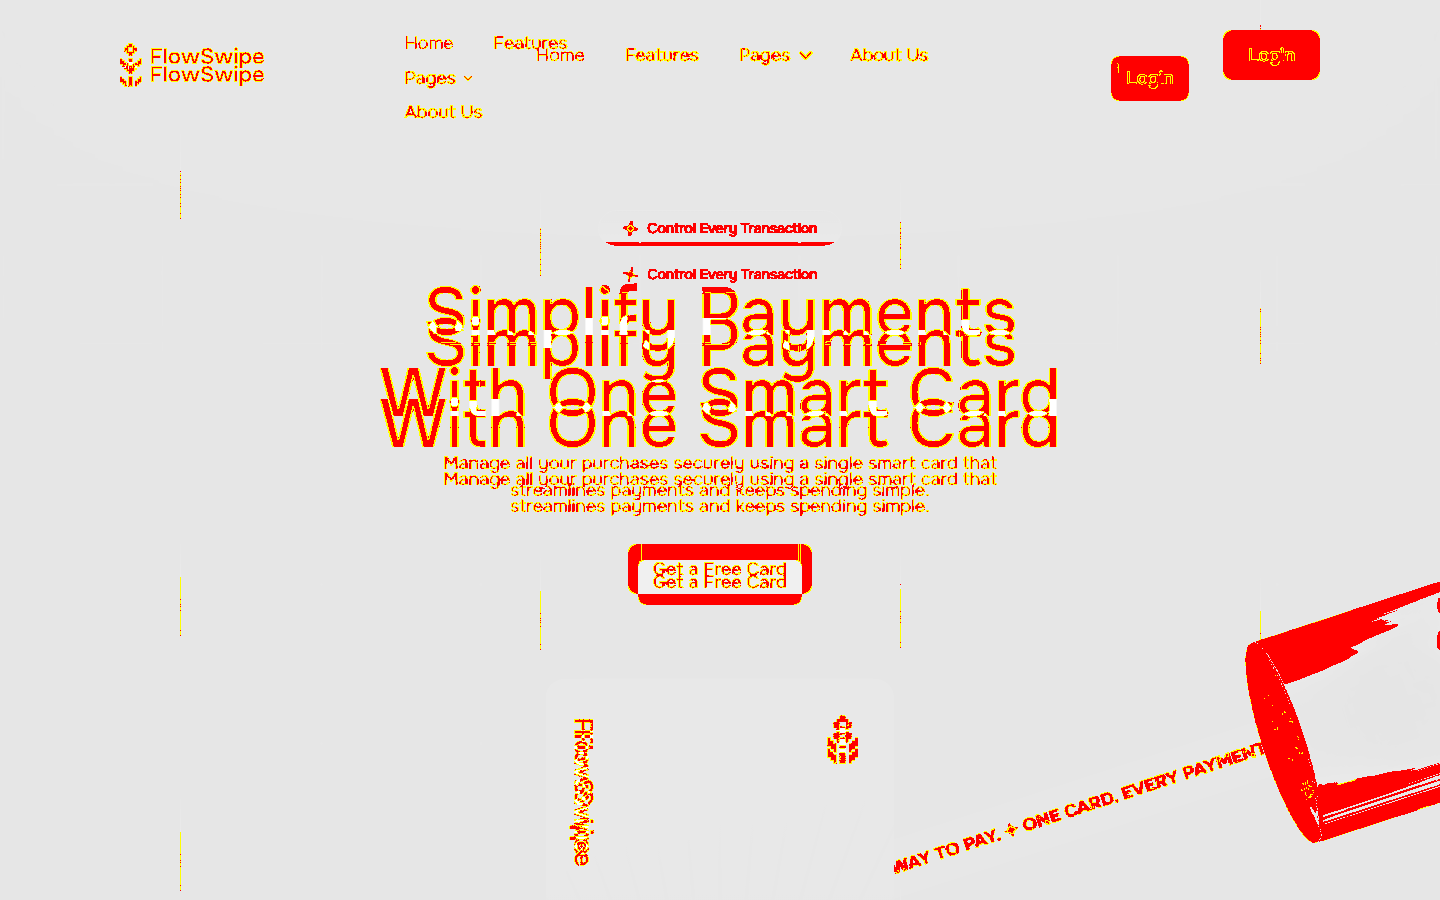 FlowSwipe
FlowSwipe
Home Features
Home Features Pages About Us
Pages
About Us
Login
Login
Control Every Transaction
Control Every Transaction
Simplify Payments
Simplify Payments
With One Smart Card
With One Smart Card
Manage all your purchases securely using a single smart card that
Manage all your purchases securely using a single smart card that
streamlines payments and keeps spending simple.
streamlines payments and keeps spending simple.
Get a Free Card
Get a Free Card
FlowSwipe
WAY TO PAY. ONE CARD. EVERY PAYMENT